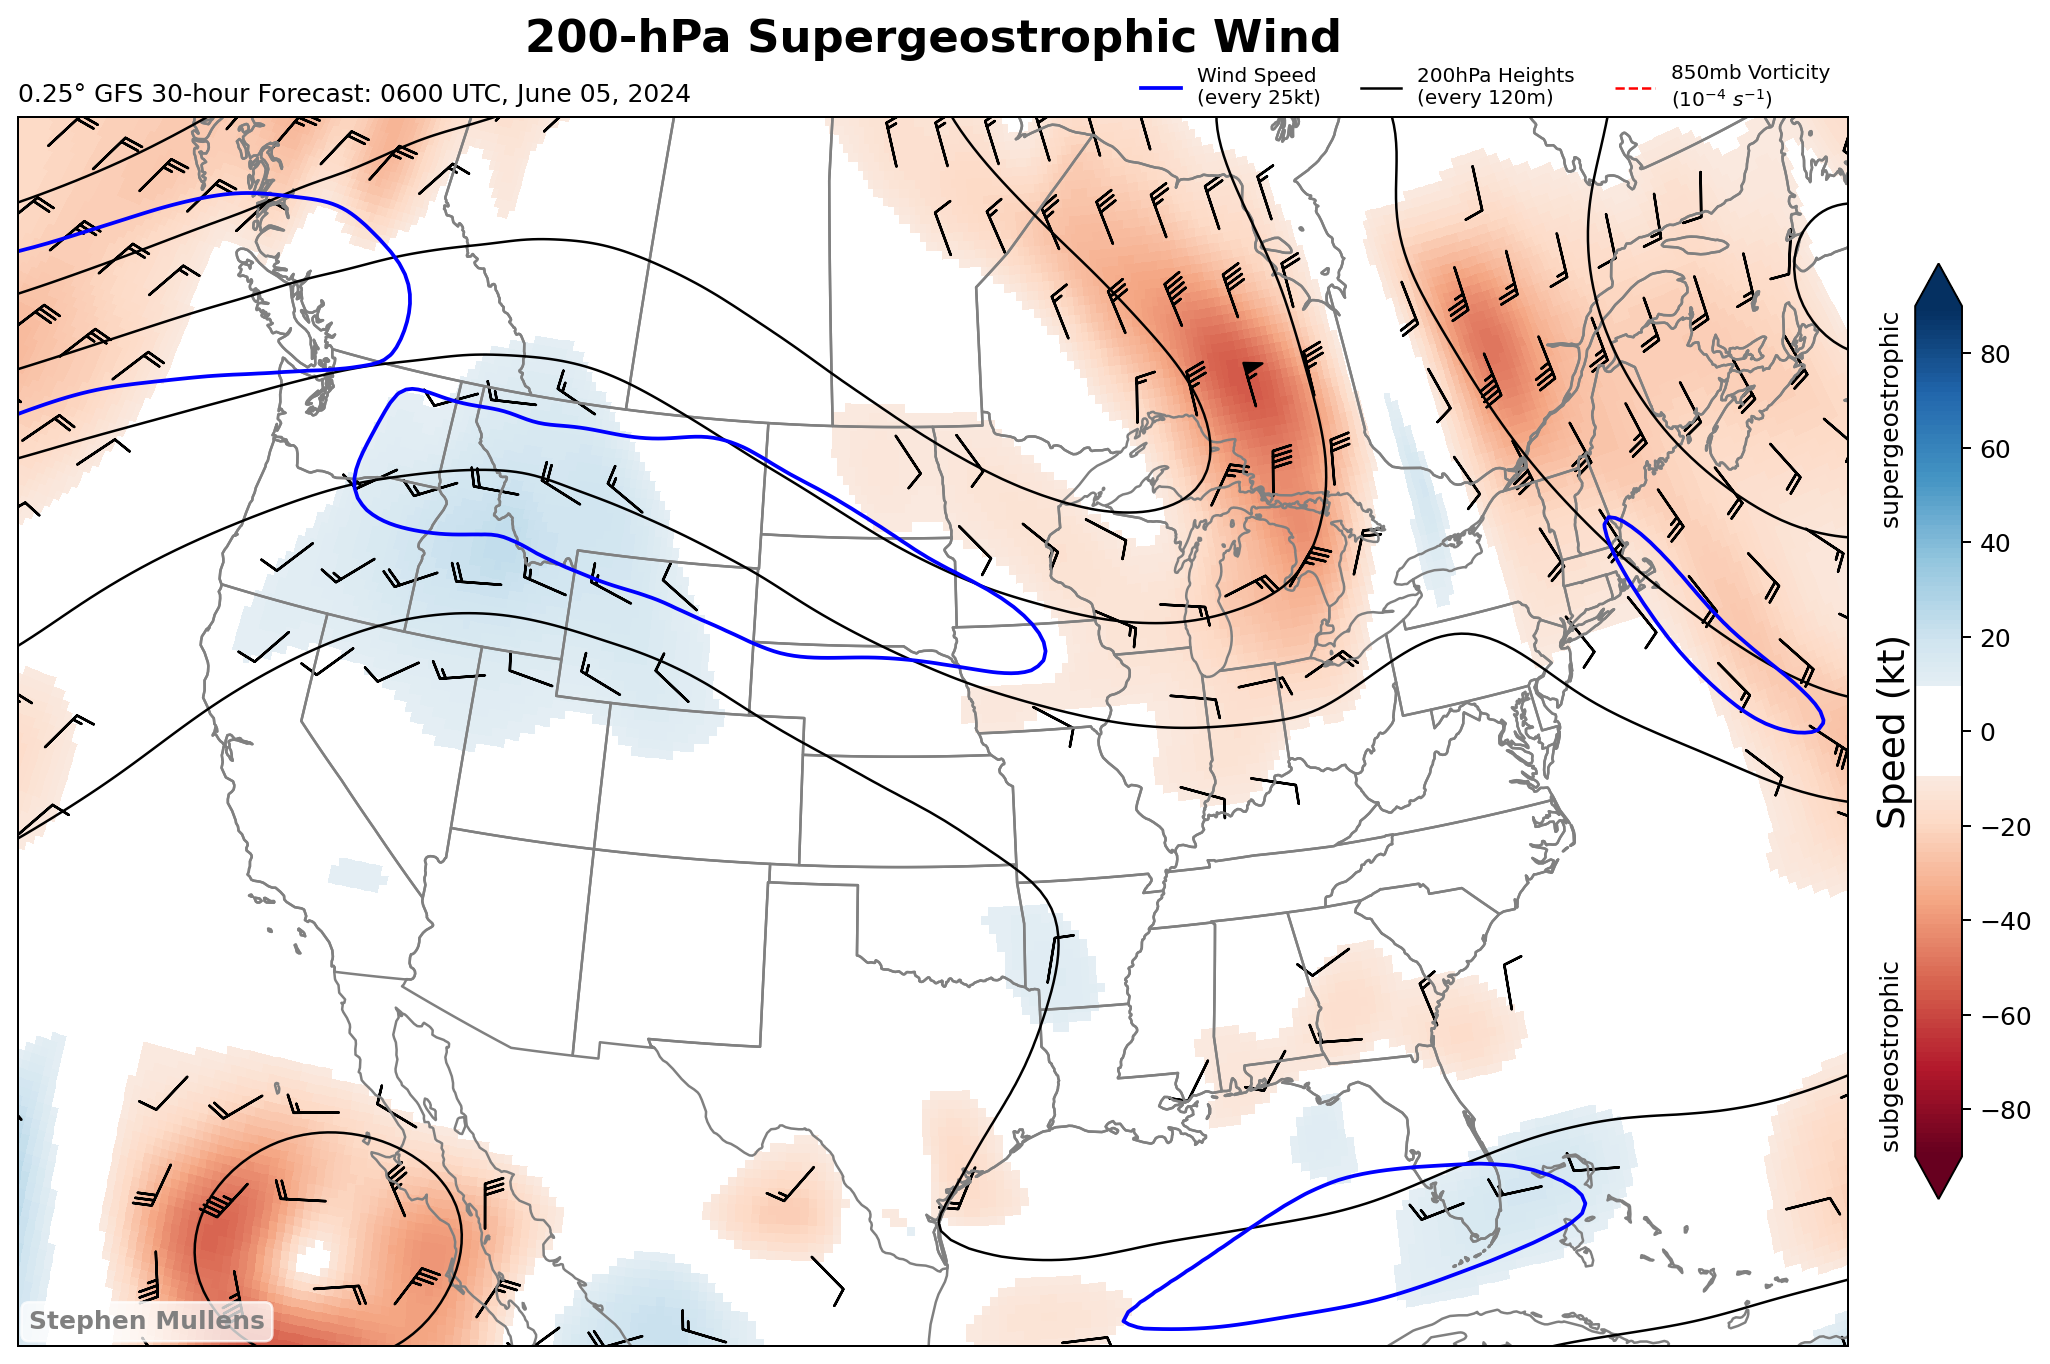 200-hPa Supergeostrophic Wind
0.25° GFS 30-hour Forecast: 0600 UTC, June 05, 2024
Wind Speed
(every 25kt)
200hPa Heights
(every 120m)
850mb Vorticity
(10⁻⁴ s⁻¹)
supergeostrophic
subgeostrophic
Speed (kt)
80
60
40
20
0
−20
−40
−60
−80
Stephen Mullens